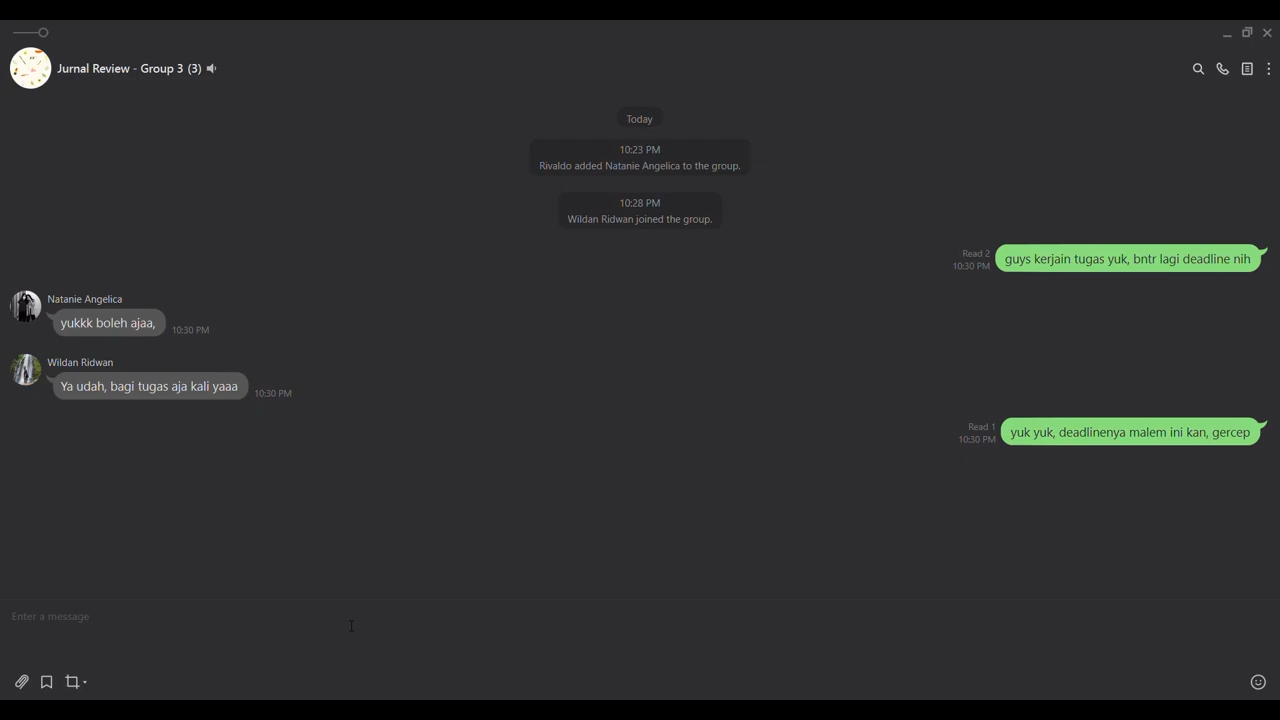 Jurnal Review - Group 3 (3)
Today
10:23 PM
Rivaldo added Natanie Angelica to the group.
10:28 PM
Wildan Ridwan joined the group.
Read 2
10:30 PM
guys kerjain tugas yuk, bntr lagi deadline nih
Natanie Angelica
yukkk boleh ajaa,
10:30 PM
Wildan Ridwan
Ya udah, bagi tugas aja kali yaaa
10:30 PM
Read 1
10:30 PM
yuk yuk, deadlinenya malem ini kan, gercep
Enter a message